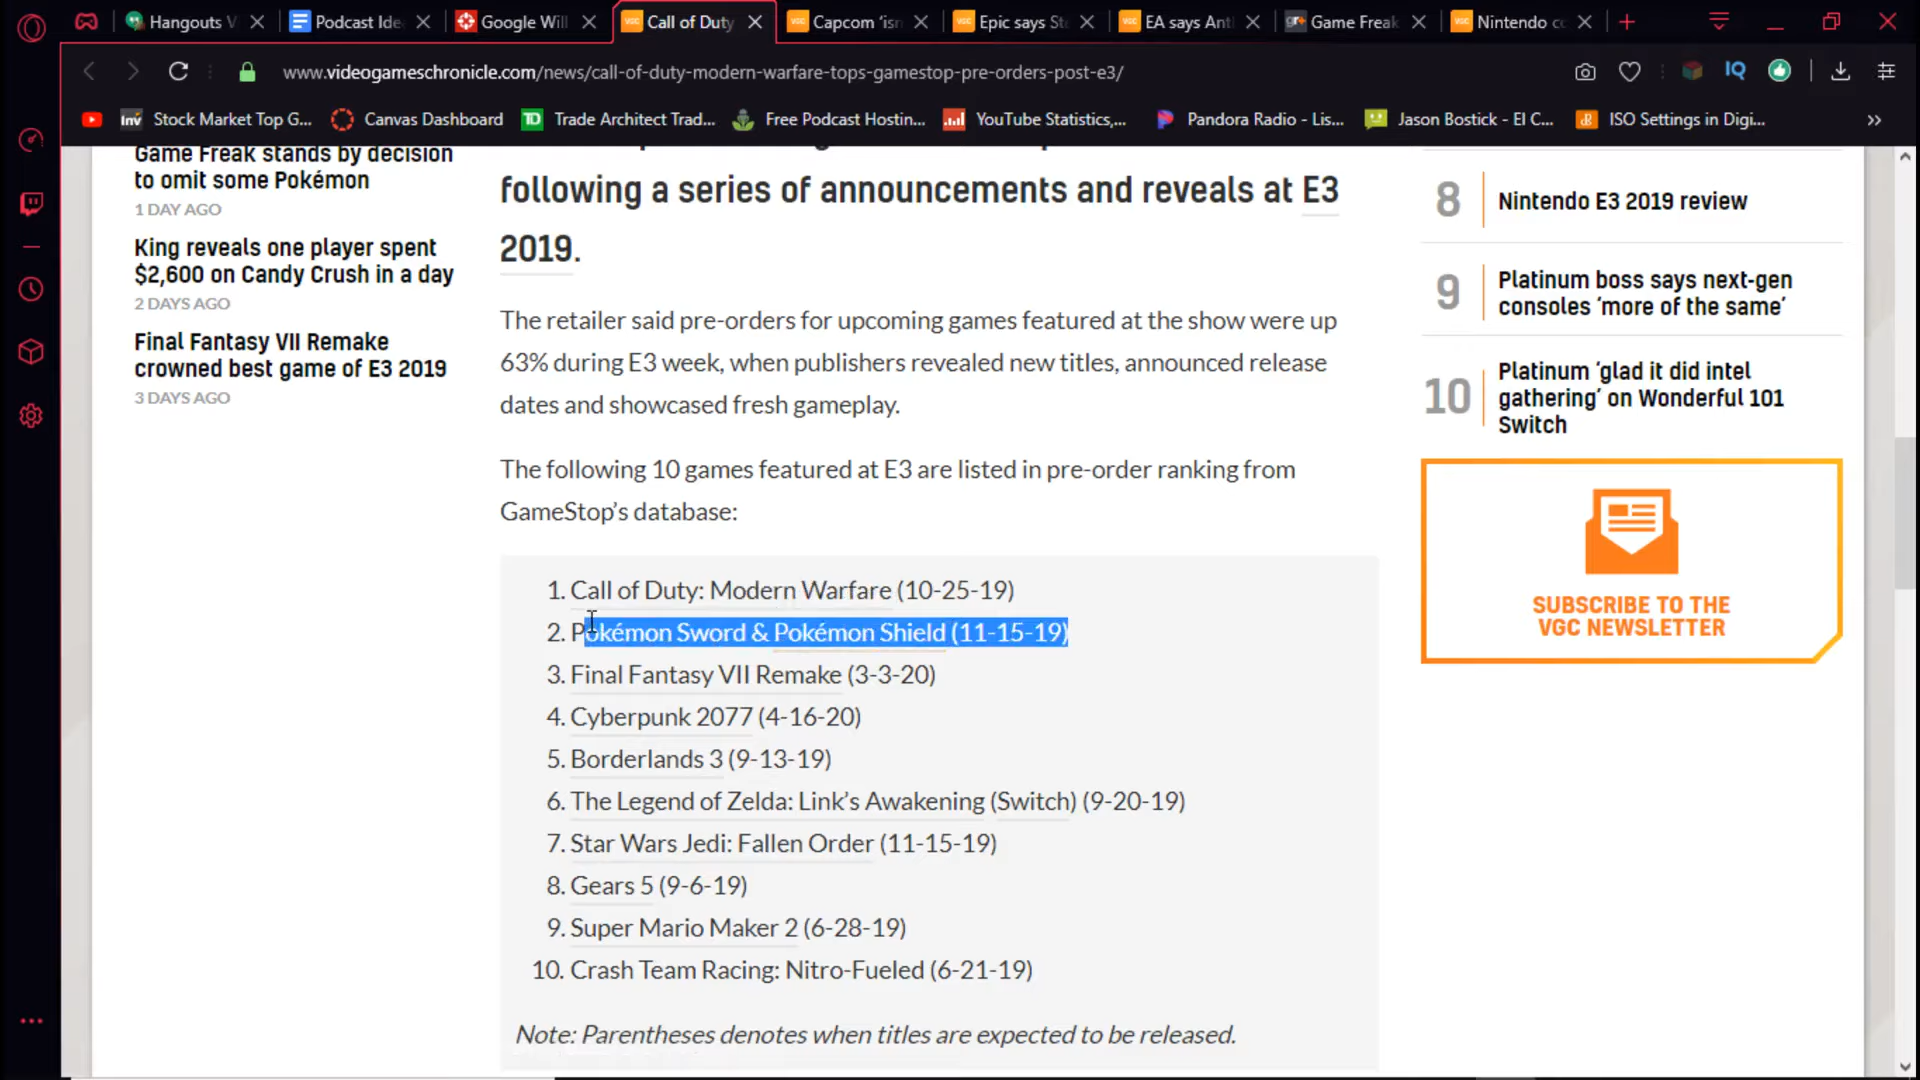 Hangouts V
Podcast Ide
Google Will
Call of Duty
Capcom 'isn
Epic says St
EA says Ant
Game Freak
Nintendo co
www.videogameschronicle.com/news/call-of-duty-modern-warfare-tops-gamestop-pre-orders-post-e3/
IQ
Inv Stock Market Top G...
Canvas Dashboard
TD Trade Architect Trad...
Free Podcast Hostin...
YouTube Statistics,...
Pandora Radio - Lis...
Jason Bostick - El C...
ISO Settings in Digi...
»
Game Freak stands by decision
to omit some Pokémon
1 DAY AGO
King reveals one player spent
$2,600 on Candy Crush in a day
2 DAYS AGO
Final Fantasy VII Remake
crowned best game of E3 2019
3 DAYS AGO
following a series of announcements and reveals at E3
2019.
The retailer said pre-orders for upcoming games featured at the show were up
63% during E3 week, when publishers revealed new titles, announced release
dates and showcased fresh gameplay.
The following 10 games featured at E3 are listed in pre-order ranking from
GameStop's database:
1. Call of Duty: Modern Warfare (10-25-19)
2. Pokémon Sword & Pokémon Shield (11-15-19)
3. Final Fantasy VII Remake (3-3-20)
4. Cyberpunk 2077 (4-16-20)
5. Borderlands 3 (9-13-19)
6. The Legend of Zelda: Link's Awakening (Switch) (9-20-19)
7. Star Wars Jedi: Fallen Order (11-15-19)
8. Gears 5 (9-6-19)
9. Super Mario Maker 2 (6-28-19)
10. Crash Team Racing: Nitro-Fueled (6-21-19)
Note: Parentheses denotes when titles are expected to be released.
8 Nintendo E3 2019 review
9 Platinum boss says next-gen
consoles 'more of the same'
10 Platinum 'glad it did intel
gathering' on Wonderful 101
Switch
SUBSCRIBE TO THE
VGC NEWSLETTER